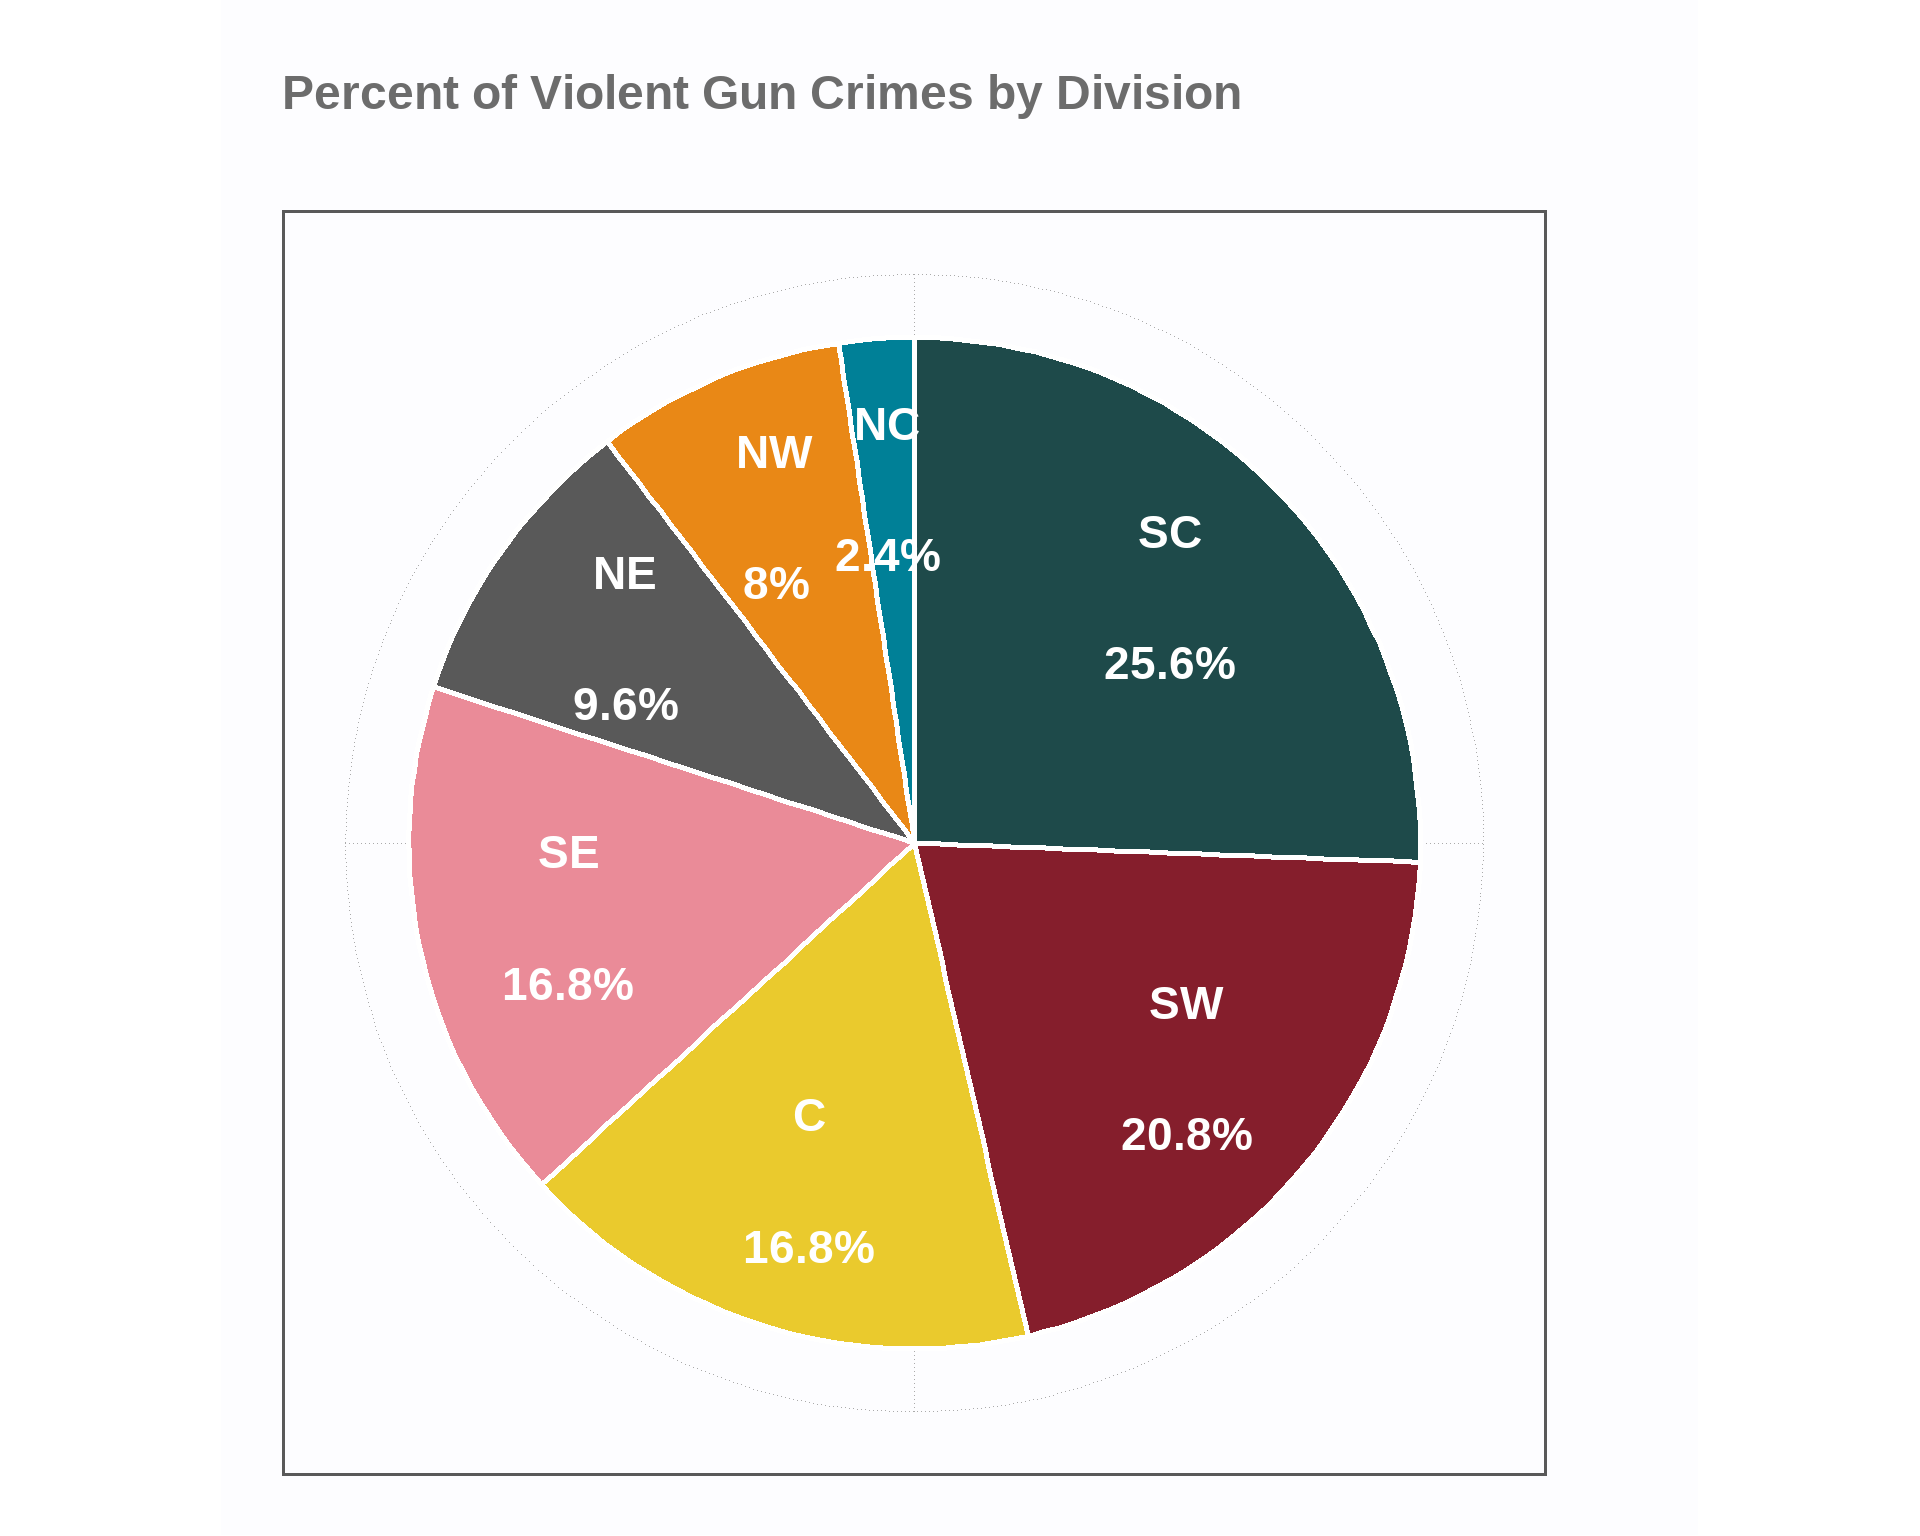 Percent of Violent Gun Crimes by Division
NC
2.4%
SC
25.6%
SW
20.8%
C
16.8%
SE
16.8%
NE
9.6%
NW
8%